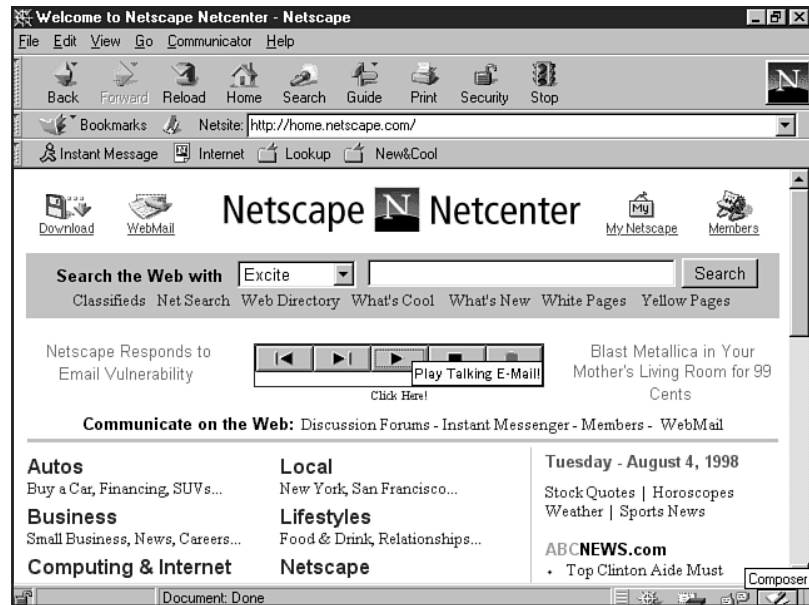 Welcome to Netscape Netcenter - Netscape
File Edit View Go Communicator Help
Back Forward Reload Home Search Guide Print Security Stop
N
Bookmarks Netsite: http://home.netscape.com/
Instant Message Internet Lookup New&Cool
Download WebMail Netscape N Netcenter My My Netscape Members
Search the Web with Excite Search
Classifieds Net Search Web Directory What's Cool What's New White Pages Yellow Pages
Netscape Responds to
Email Vulnerability
Play Talking E-Mail!
Click Here!
Blast Metallica in Your
Mother's Living Room for 99
Cents
Communicate on the Web: Discussion Forums - Instant Messenger - Members - WebMail
Autos
Buy a Car, Financing, SUVs...
Local
New York, San Francisco...
Business
Small Business, News, Careers...
Lifestyles
Food & Drink, Relationships...
Computing & Internet
Netscape
Tuesday - August 4, 1998
Stock Quotes | Horoscopes
Weather | Sports News
ABCNEWS.com
• Top Clinton Aide Must
Composer
Document: Done